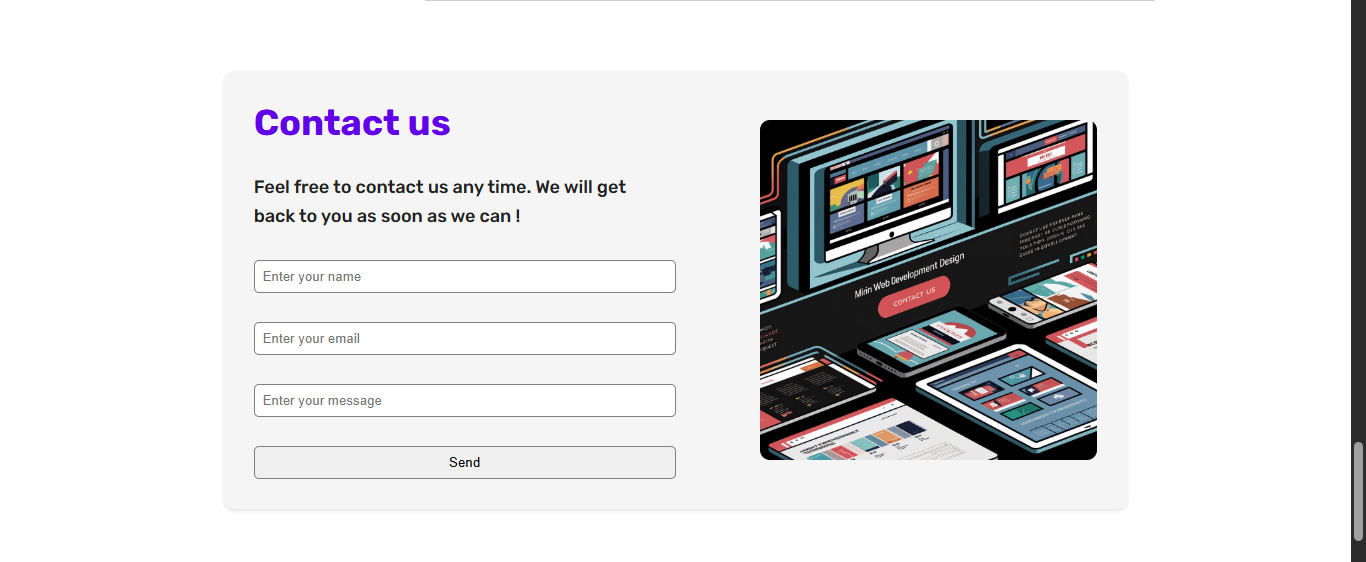 Contact us
Feel free to contact us any time. We will get
back to you as soon as we can !
Enter your name
Enter your email
Enter your message
Send
Mirin Web Development Design
CONTACT US